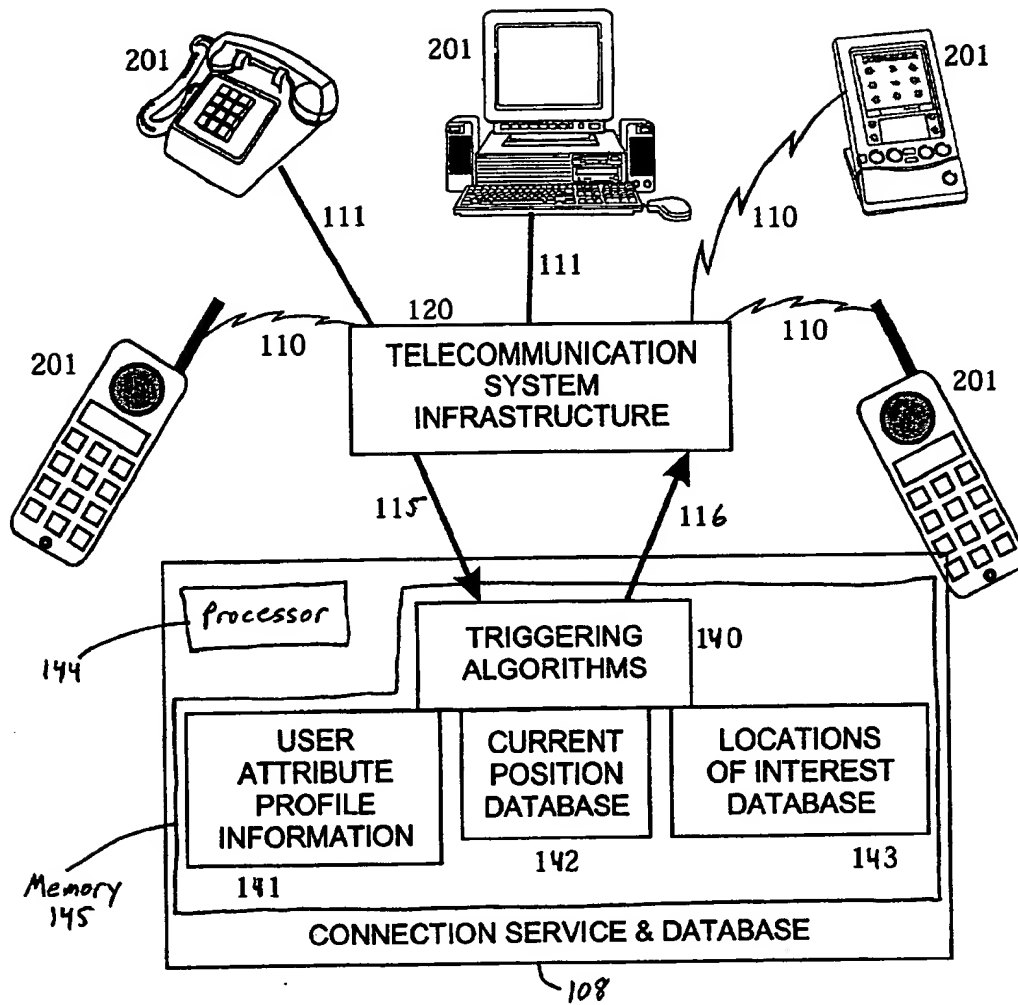 201
201
201
111
111
110
120
110
110
201
201
TELECOMMUNICATION
SYSTEM
INFRASTRUCTURE
115
116
Processor
144
TRIGGERING
ALGORITHMS
140
USER
ATTRIBUTE
PROFILE
INFORMATION
CURRENT
POSITION
DATABASE
LOCATIONS
OF INTEREST
DATABASE
141
142
143
Memory
145
CONNECTION SERVICE & DATABASE
108